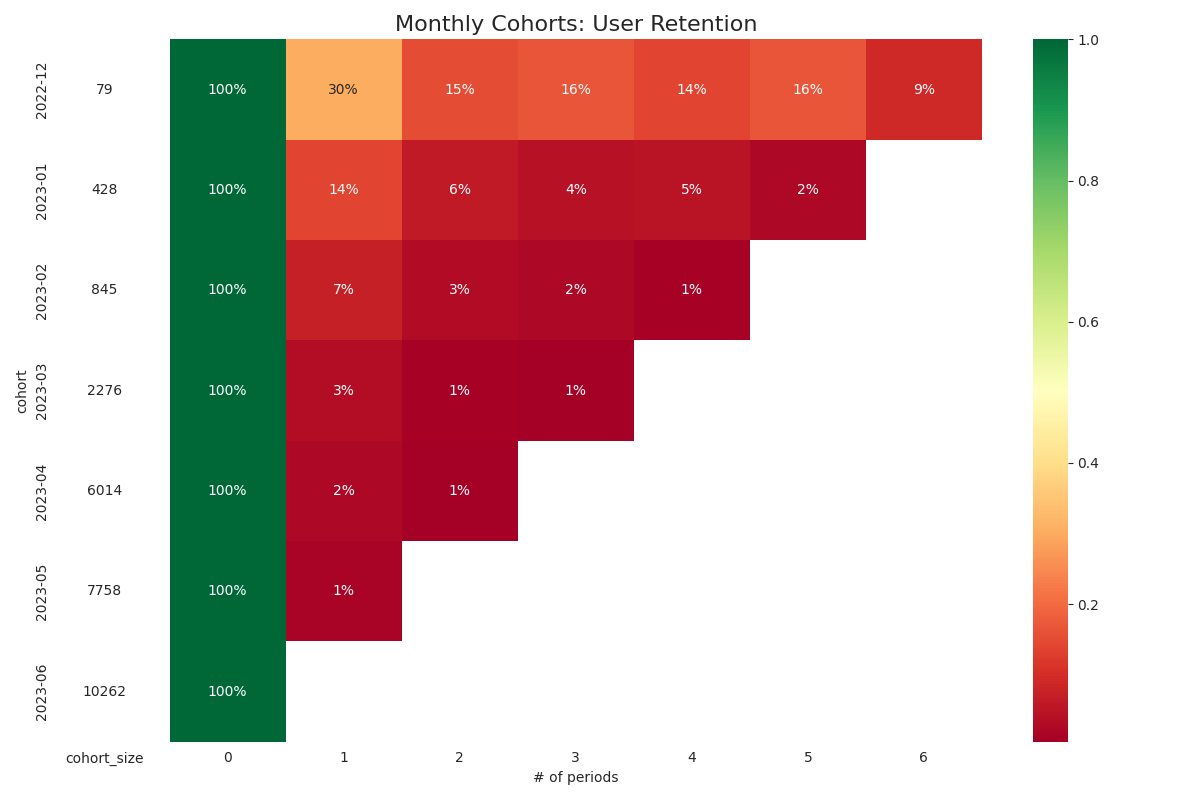 Monthly Cohorts: User Retention
cohort
2022-12 79 100% 30% 15% 16% 14% 16% 9%
2023-01 428 100% 14% 6% 4% 5% 2%
2023-02 845 100% 7% 3% 2% 1%
2023-03 2276 100% 3% 1% 1%
2023-04 6014 100% 2% 1%
2023-05 7758 100% 1%
2023-06 10262 100%
cohort_size 0 1 2 3 4 5 6
# of periods
1.0
0.8
0.6
0.4
0.2